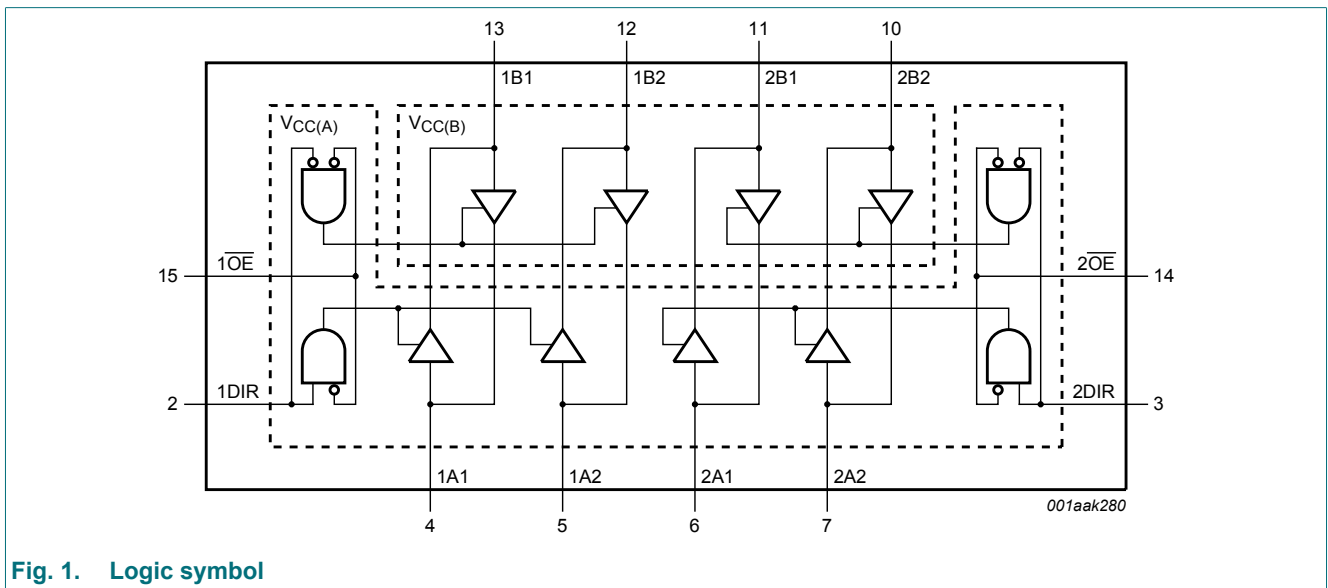 13 12 11 10
1B1 1B2 2B1 2B2
VCC(A) VCC(B)
1OE 2OE
15 14
1DIR 2DIR
2 3
1A1 1A2 2A1 2A2
4 5 6 7
001aak280
Fig. 1. Logic symbol